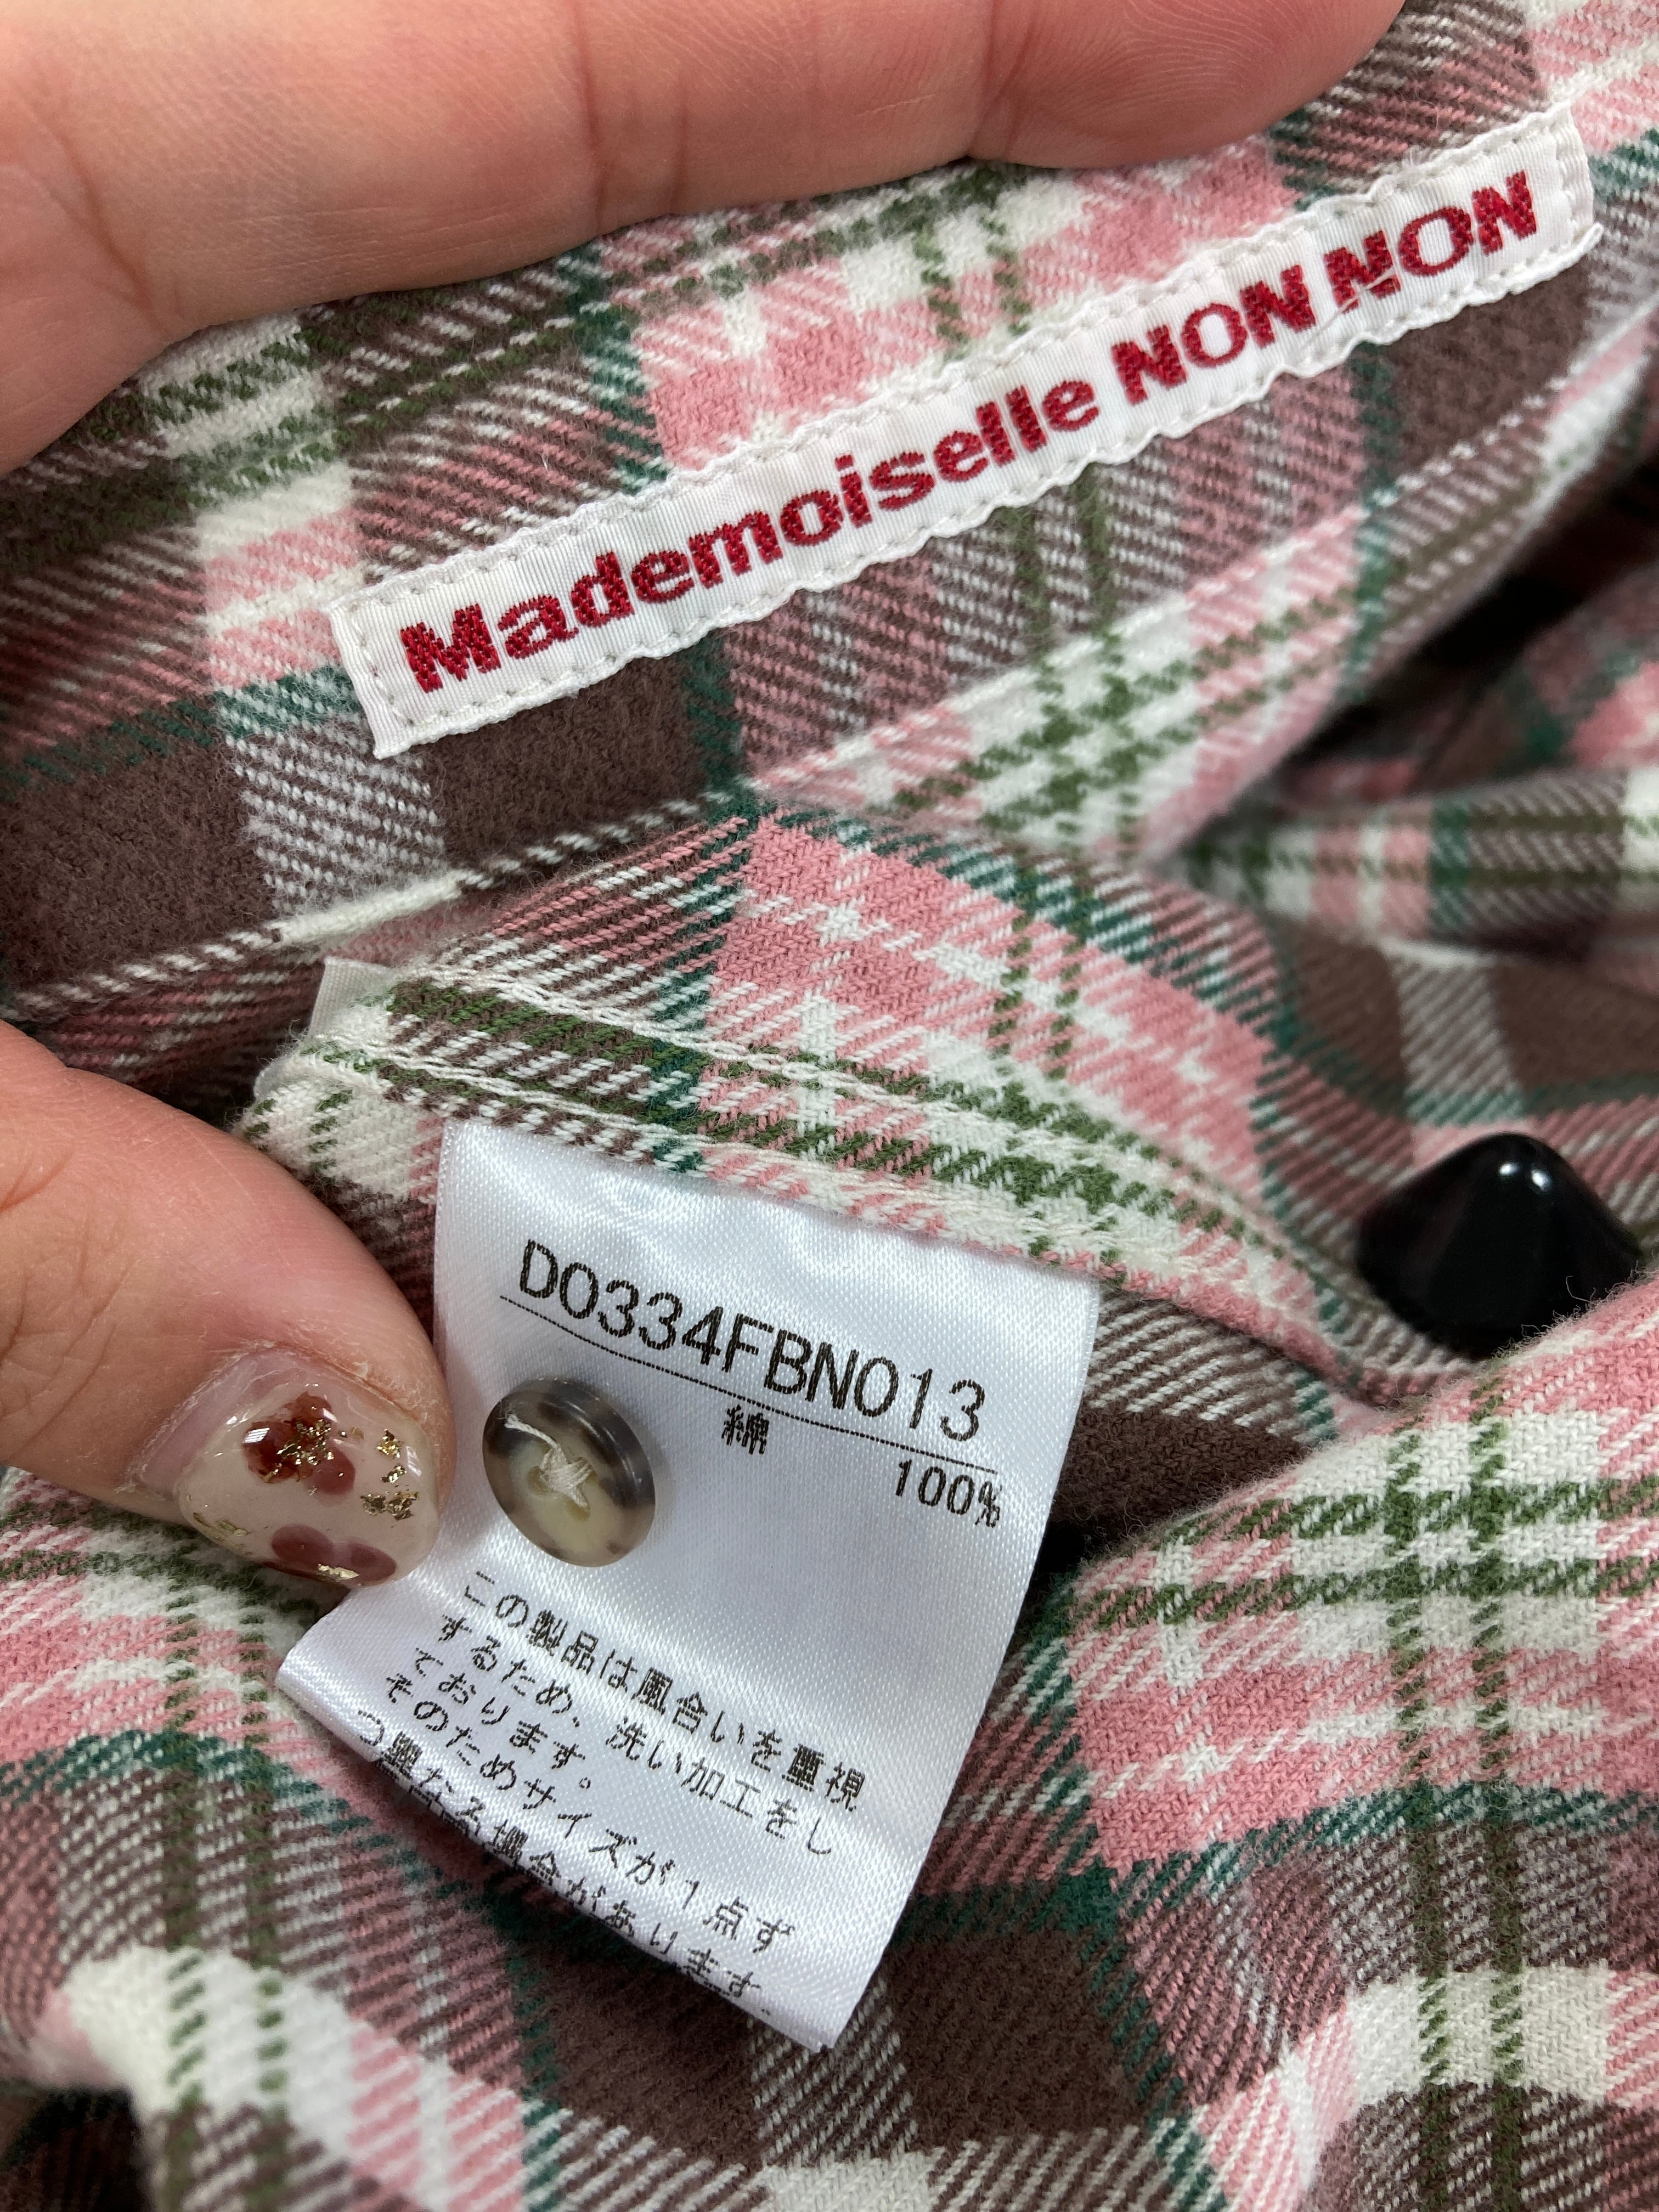 Mademoiselle NON NON
D0334FBN013
綿
100%
この製品は風合いを重視
するため、洗い加工をし
ております。
そのためサイズが1点ず
つ異なる場合があります。